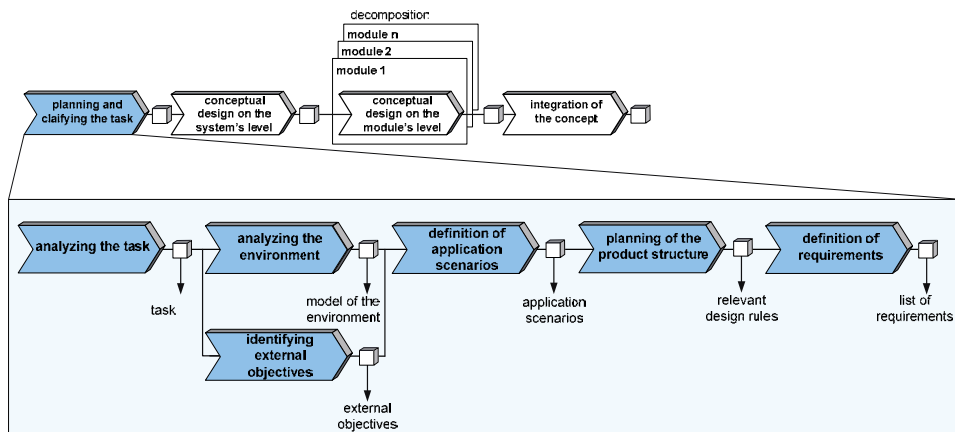 decomposition:
module n
module 2
module 1
planning and
claifying the task
conceptual
design on the
system's level
conceptual
design on the
module's level
integration of
the concept
analyzing the task
analyzing the
environment
definition of
application
scenarios
planning of the
product structure
definition of
requirements
task
model of the
environment
application
scenarios
relevant
design rules
list of
requirements
identifying
external
objectives
external
objectives